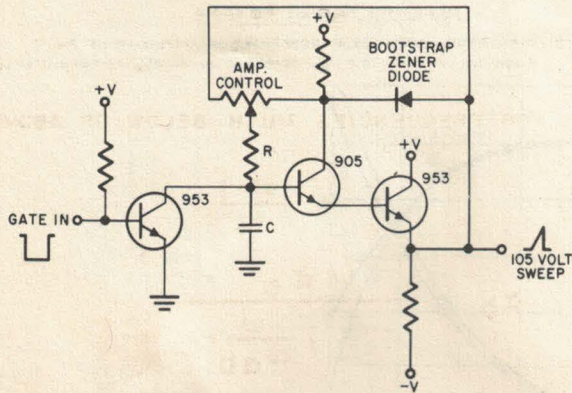 +V
BOOTSTRAP
ZENER
DIODE
AMP.
CONTROL
+V
R
905
+V
953
953
GATE IN
C
105 VOLT
SWEEP
-V